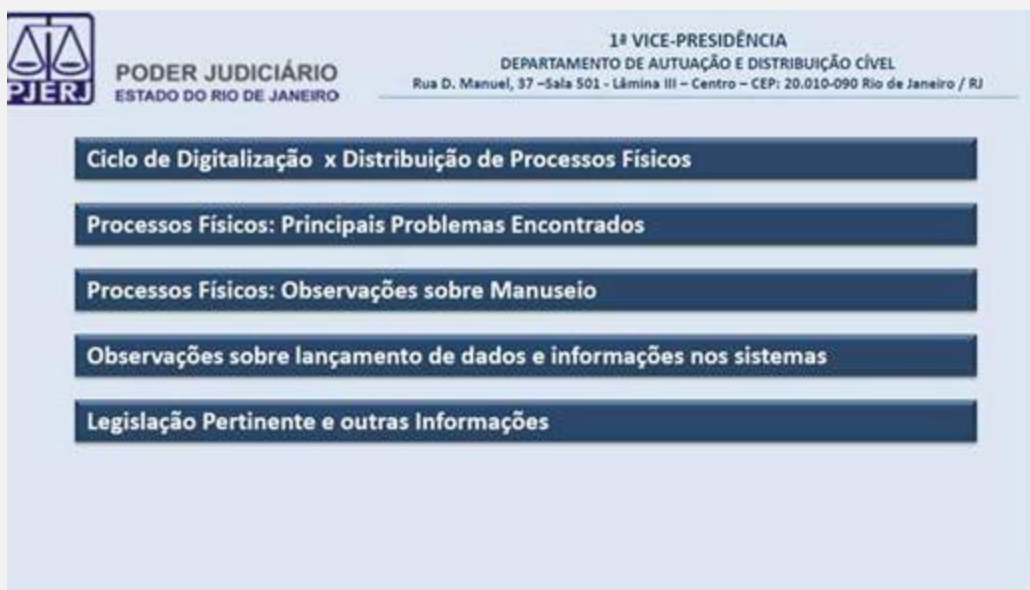 PJERJ
PODER JUDICIÁRIO
ESTADO DO RIO DE JANEIRO
1ª VICE-PRESIDÊNCIA
DEPARTAMENTO DE AUTUAÇÃO E DISTRIBUIÇÃO CÍVEL
Rua D. Manuel, 37 –Sala 501 - Lâmina III – Centro – CEP: 20.010-090 Rio de Janeiro / RJ
Ciclo de Digitalização x Distribuição de Processos Físicos
Processos Físicos: Principais Problemas Encontrados
Processos Físicos: Observações sobre Manuseio
Observações sobre lançamento de dados e informações nos sistemas
Legislação Pertinente e outras Informações